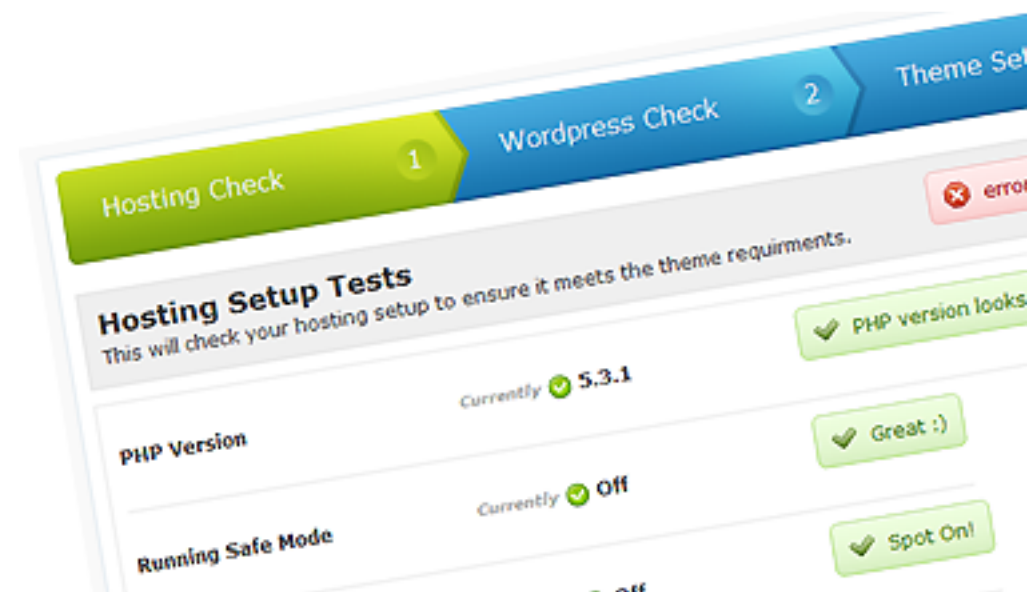 Hosting Check 1
Wordpress Check 2
Theme
Hosting Setup Tests
This will check your hosting setup to ensure it meets the theme requirments.
PHP Version
Currently 5.3.1
PHP version looks
Running Safe Mode
Currently Off
Great :)
Off
Spot On!